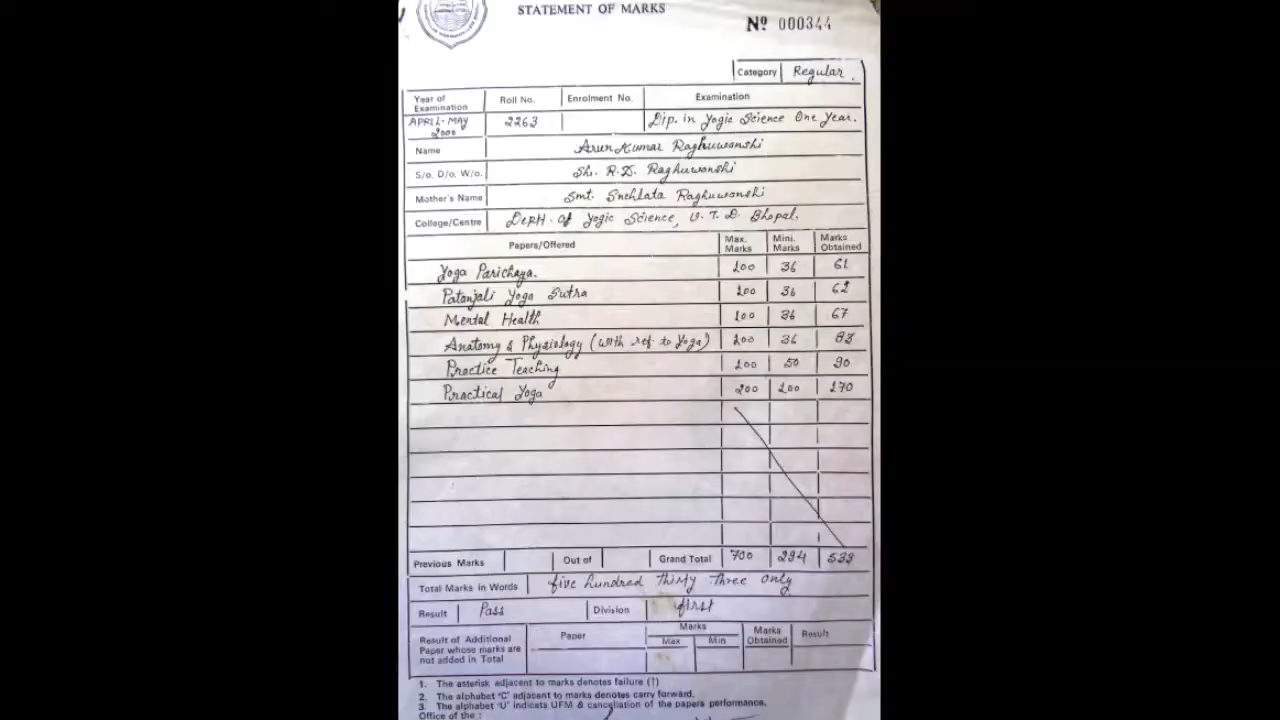 STATEMENT OF MARKS
Nº 000344
Category Regular.
Year of Examination Roll No. Enrolment No. Examination
APRIL-MAY 2000 2263 Dip. in Yogic Science One Year.
Name Arun Kumar Raghuwanshi
S/o. D/o. W/o. Sh. R.D. Raghuwanshi
Mother's Name Smt. Snehlata Raghuwanshi
College/Centre Deptt. of Yogic Science, U.T.D. Bhopal.
Papers/Offered Max. Marks Mini. Marks Marks Obtained
Yoga Parichaya. 100 36 61
Patanjali Yoga Sutra 100 36 62
Mental Health 100 36 67
Anatomy & Physiology (with ref. to Yoga) 100 36 83
Practice Teaching 100 50 90
Practical Yoga 200 100 170
Previous Marks Out of Grand Total 700 294 533
Total Marks in Words five hundred thirty three only
Result Pass Division first
Result of Additional Paper whose marks are not added in Total Paper Marks Max Min Marks Obtained Result
1. The asterisk adjacent to marks denotes failure (†)
2. The alphabet 'C' adjacent to marks denotes carry forward.
3. The alphabet 'U' indicats UFM & cancellation of the papers performance.
Office of the :